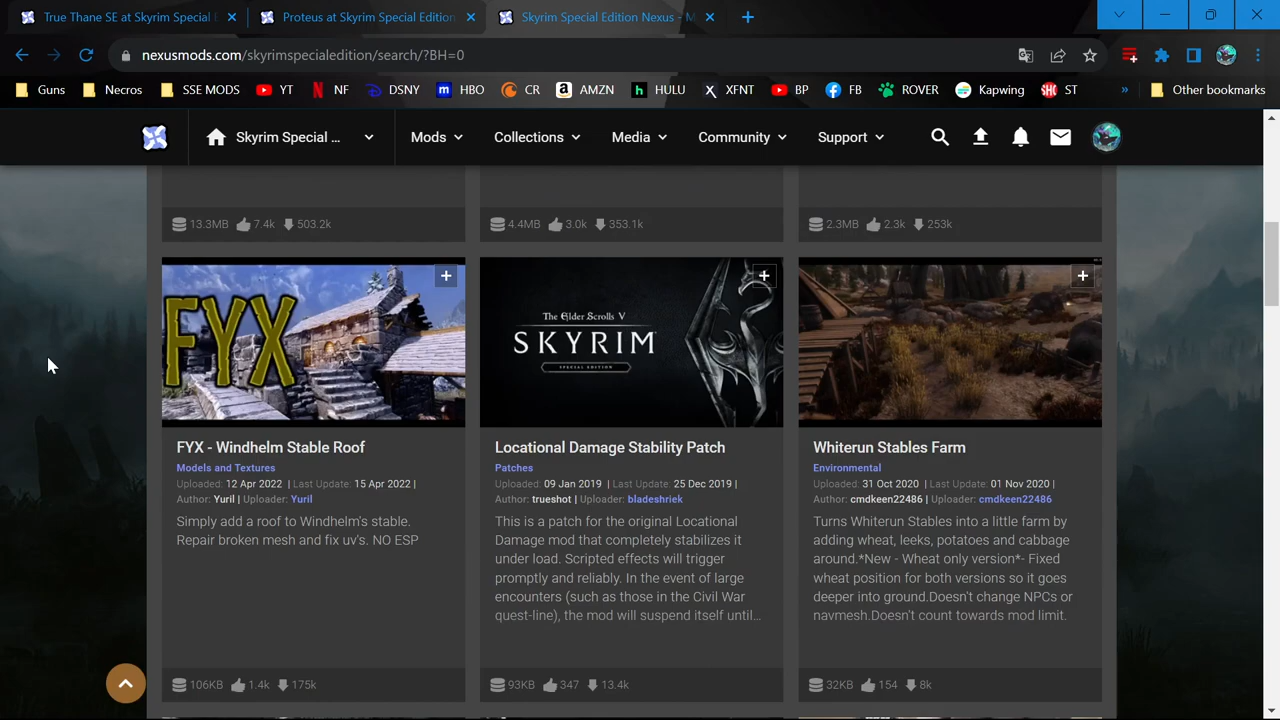 True Thane SE at Skyrim Special E
Proteus at Skyrim Special Edition
Skyrim Special Edition Nexus - M
nexusmods.com/skyrimspecialedition/search/?BH=0
Guns
Necros
SSE MODS
YT
NF
DSNY
HBO
CR
AMZN
HULU
XFNT
BP
FB
ROVER
Kapwing
ST
»
Other bookmarks
Skyrim Special ...
Mods
Collections
Media
Community
Support
13.3MB 7.4k 503.2k
4.4MB 3.0k 353.1k
2.3MB 2.3k 253k
FYX
FYX - Windhelm Stable Roof
Models and Textures
Uploaded: 12 Apr 2022 | Last Update: 15 Apr 2022 |
Author: Yuril | Uploader: Yuril
Simply add a roof to Windhelm's stable.
Repair broken mesh and fix uv's. NO ESP
106KB 1.4k 175k
The Elder Scrolls V
SKYRIM
SPECIAL EDITION
Locational Damage Stability Patch
Patches
Uploaded: 09 Jan 2019 | Last Update: 25 Dec 2019 |
Author: trueshot | Uploader: bladeshriek
This is a patch for the original Locational
Damage mod that completely stabilizes it
under load. Scripted effects will trigger
promptly and reliably. In the event of large
encounters (such as those in the Civil War
quest-line), the mod will suspend itself until...
93KB 347 13.4k
Whiterun Stables Farm
Environmental
Uploaded: 31 Oct 2020 | Last Update: 01 Nov 2020 |
Author: cmdkeen22486 | Uploader: cmdkeen22486
Turns Whiterun Stables into a little farm by
adding wheat, leeks, potatoes and cabbage
around.*New - Wheat only version*- Fixed
wheat position for both versions so it goes
deeper into ground.Doesn't change NPCs or
navmesh.Doesn't count towards mod limit.
32KB 154 8k